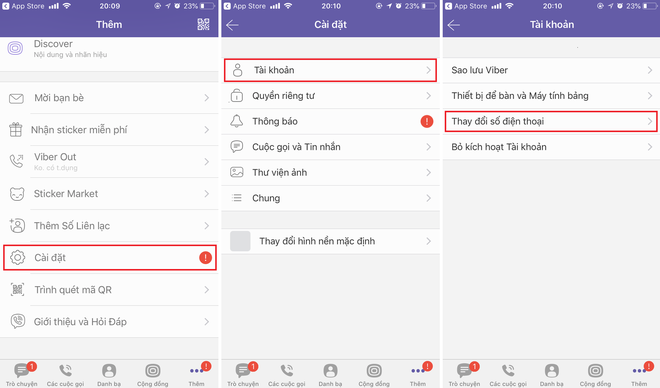 App Store 20:09 23%
Thêm
Discover
Nội dung và nhãn hiệu
Mời bạn bè
Nhận sticker miễn phí
Viber Out
Ko. có 1 dụng
Sticker Market
Thêm Số Liên lạc
Cài đặt
!
Trình quét mã QR
Giới thiệu và Hỏi Đáp
1
!
Trò chuyện Các cuộc gọi Danh bạ Cộng đồng Thêm
App Store 20:10 23%
Cài đặt
Tài khoản
Quyền riêng tư
Thông báo
!
Cuộc gọi và Tin nhắn
Thư viện ảnh
Chung
Thay đổi hình nền mặc định
1
!
Trò chuyện Các cuộc gọi Danh bạ Cộng đồng Thêm
App Store 20:10 23%
Tài khoản
Sao lưu Viber
Thiết bị để bàn và Máy tính bảng
Thay đổi số điện thoại
Bỏ kích hoạt Tài khoản
1
!
Trò chuyện Các cuộc gọi Danh bạ Cộng đồng Thêm